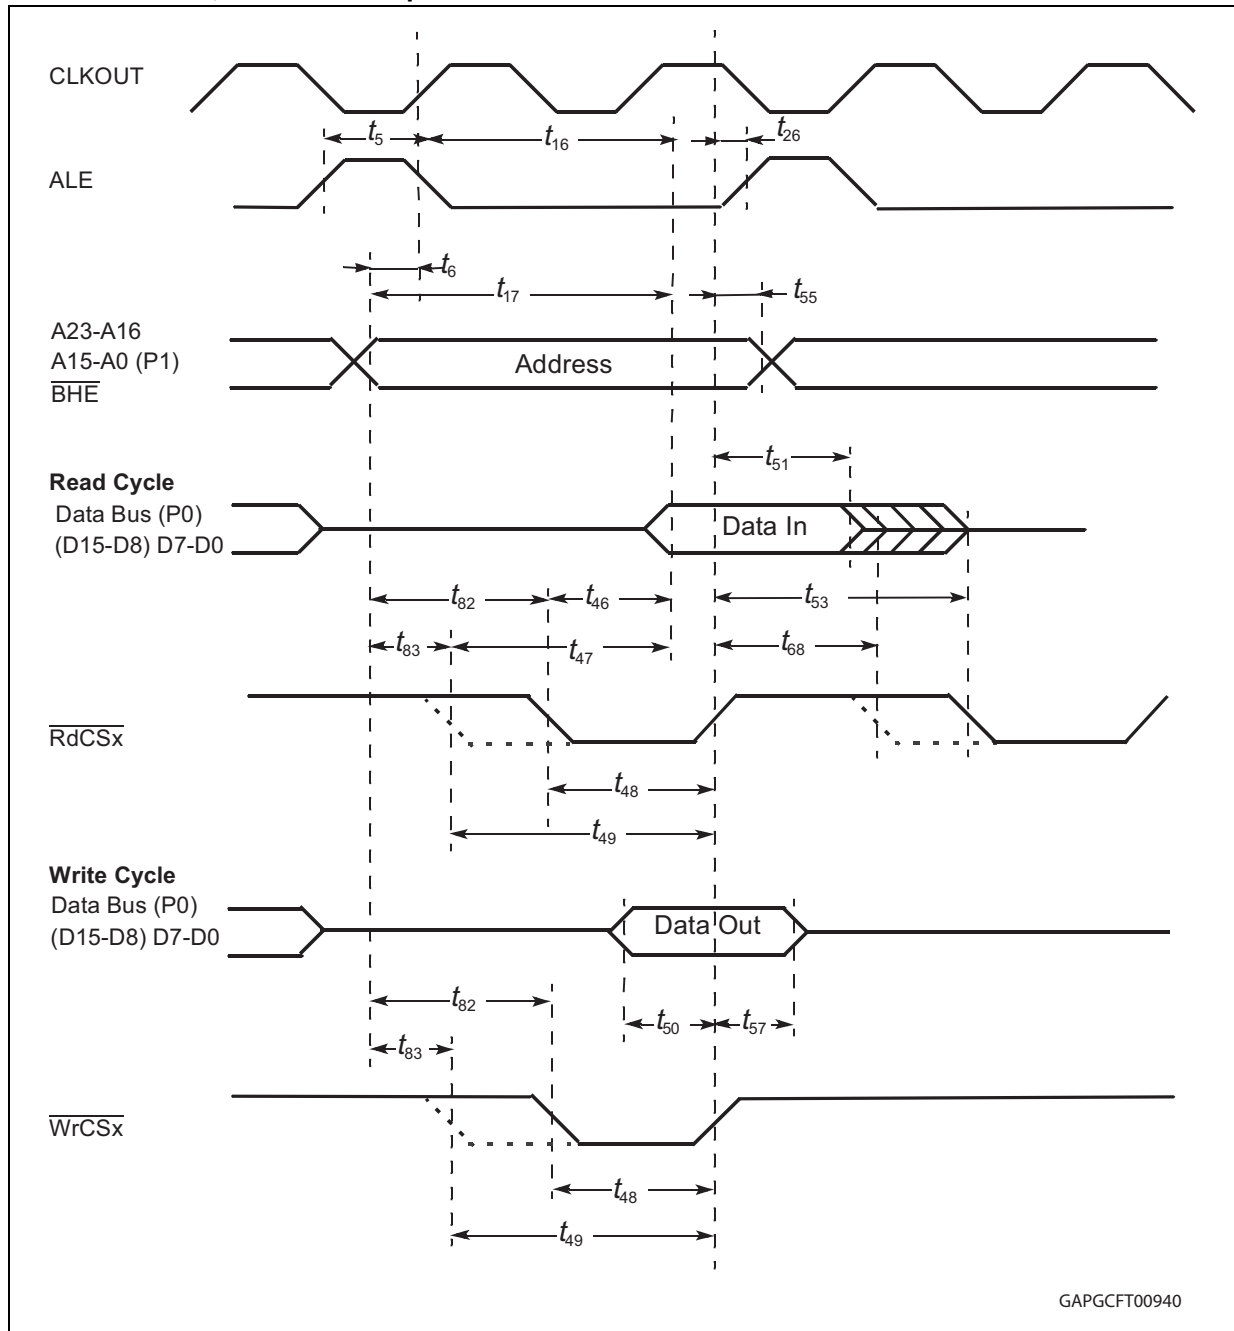 CLKOUT
t5
t16
t26
ALE
t6
t17
t55
A23-A16
A15-A0 (P1)
Address
BHE
t51
Read Cycle
Data Bus (P0)
Data In
(D15-D8) D7-D0
t82
t46
t53
t83
t47
t68
RdCSx
t48
t49
Write Cycle
Data Bus (P0)
Data Out
(D15-D8) D7-D0
t82
t50
t57
t83
WrCSx
t48
t49
GAPGCFT00940